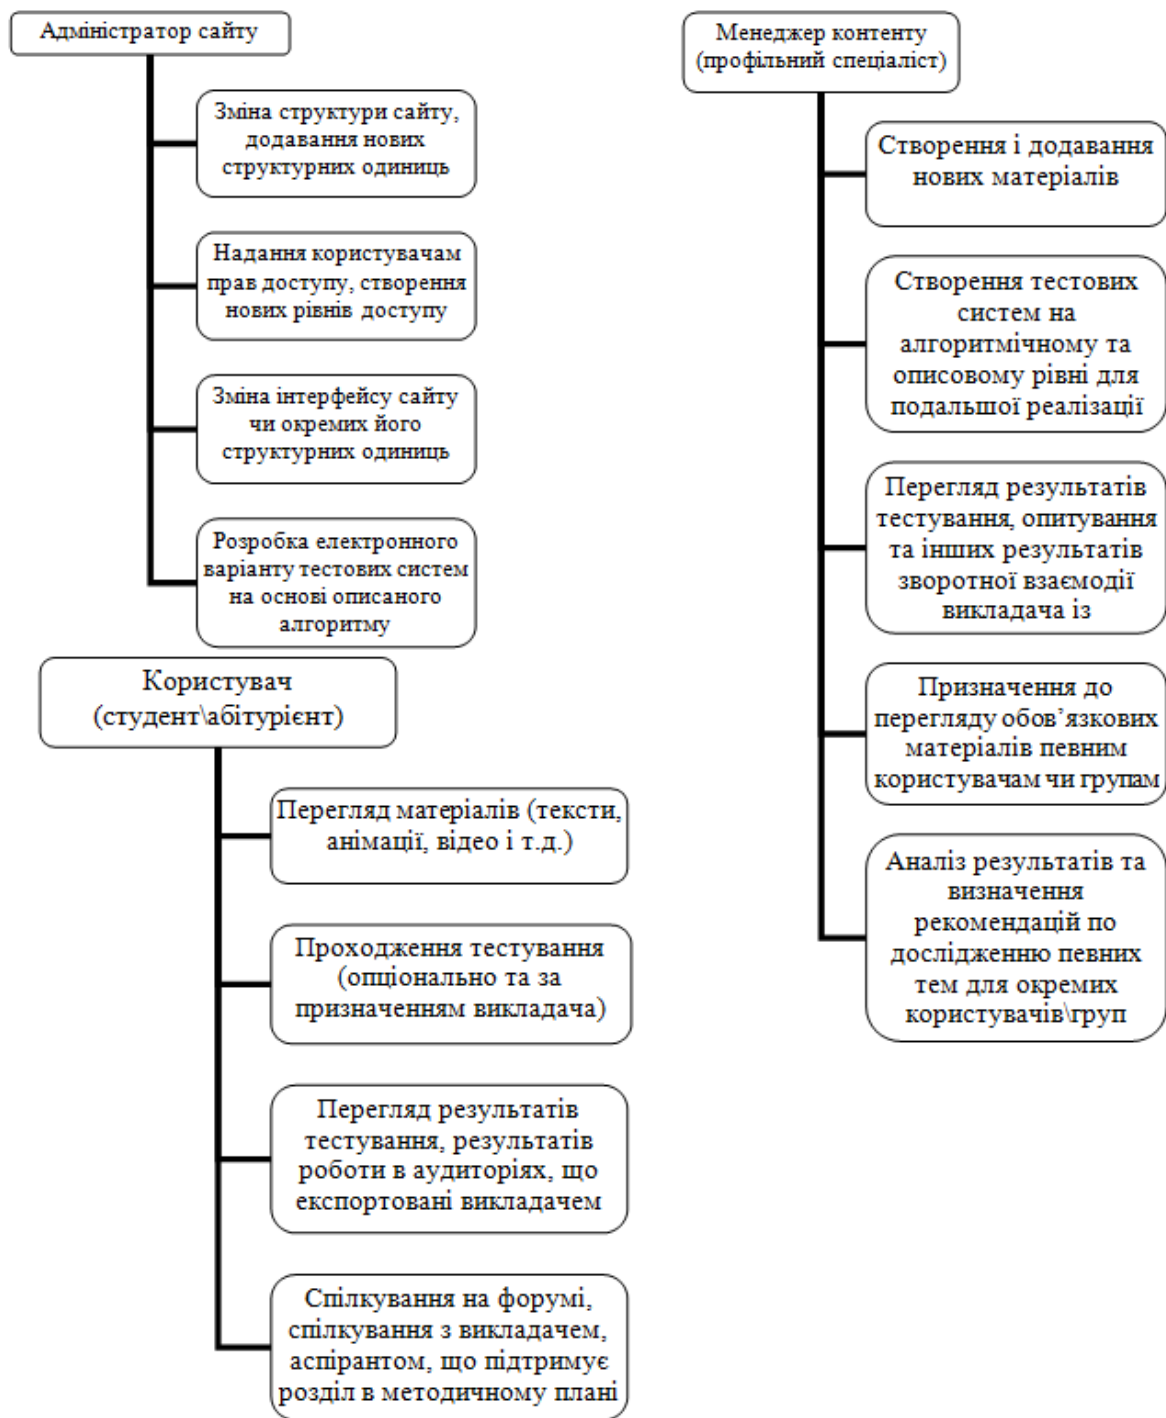 Адміністратор сайту
Зміна структури сайту,
додавання нових
структурних одиниць
Надання користувачам
прав доступу, створення
нових рівнів доступу
Зміна інтерфейсу сайту
чи окремих його
структурних одиниць
Розробка електронного
варіанту тестових систем
на основі описаного
алгоритму
Користувач
(студент\абітурієнт)
Перегляд матеріалів (тексти,
анімації, відео і т.д.)
Проходження тестування
(опціонально та за
призначенням викладача)
Перегляд результатів
тестування, результатів
роботи в аудиторіях, що
експортовані викладачем
Спілкування на форумі,
спілкування з викладачем,
аспірантом, що підтримує
розділ в методичному плані
Менеджер контенту
(профільний спеціаліст)
Створення і додавання
нових матеріалів
Створення тестових
систем на
алгоритмічному та
описовому рівні для
подальшої реалізації
Перегляд результатів
тестування, опитування
та інших результатів
зворотної взаємодії
викладача із
Призначення до
перегляду обов’язкових
матеріалів певним
користувачам чи групам
Аналіз результатів та
визначення
рекомендацій по
дослідженню певних
тем для окремих
користувачів\груп